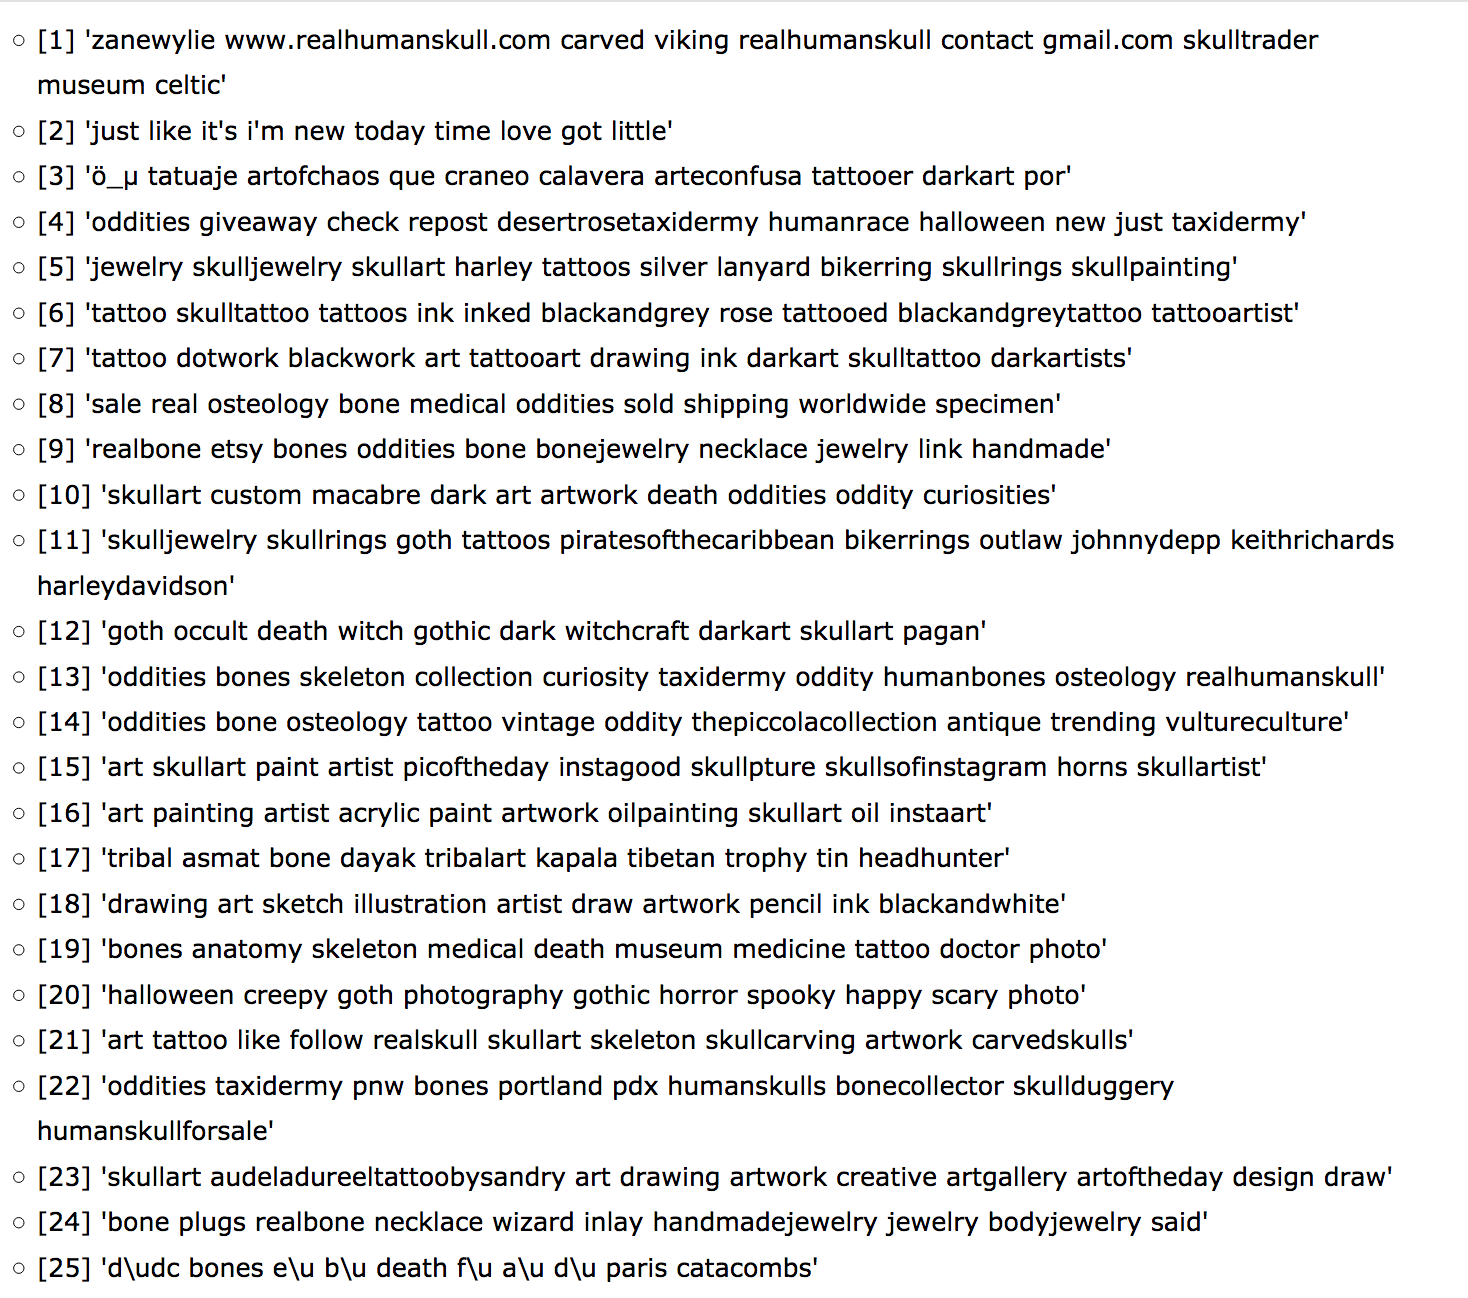 [1] 'zanewylie www.realhumanskull.com carved viking realhumanskull contact gmail.com skulltrader
museum celtic'
[2] 'just like it's i'm new today time love got little'
[3] 'ö_µ tatuaje artofchaos que craneo calavera arteconfusa tattooer darkart por'
[4] 'oddities giveaway check repost desertrosetaxidermy humanrace halloween new just taxidermy'
[5] 'jewelry skulljewelry skullart harley tattoos silver lanyard bikerring skullrings skullpainting'
[6] 'tattoo skulltattoo tattoos ink inked blackandgrey rose tattooed blackandgreytattoo tattooartist'
[7] 'tattoo dotwork blackwork art tattooart drawing ink darkart skulltattoo darkartists'
[8] 'sale real osteology bone medical oddities sold shipping worldwide specimen'
[9] 'realbone etsy bones oddities bone bonejewelry necklace jewelry link handmade'
[10] 'skullart custom macabre dark art artwork death oddities oddity curiosities'
[11] 'skulljewelry skullrings goth tattoos piratesofthecaribbean bikerrings outlaw johnnydepp keithrichards
harleydavidson'
[12] 'goth occult death witch gothic dark witchcraft darkart skullart pagan'
[13] 'oddities bones skeleton collection curiosity taxidermy oddity humanbones osteology realhumanskull'
[14] 'oddities bone osteology tattoo vintage oddity thepiccolacollection antique trending vultureculture'
[15] 'art skullart paint artist picoftheday instagood skullpture skullsofinstagram horns skullartist'
[16] 'art painting artist acrylic paint artwork oilpainting skullart oil instaart'
[17] 'tribal asmat bone dayak tribalart kapala tibetan trophy tin headhunter'
[18] 'drawing art sketch illustration artist draw artwork pencil ink blackandwhite'
[19] 'bones anatomy skeleton medical death museum medicine tattoo doctor photo'
[20] 'halloween creepy goth photography gothic horror spooky happy scary photo'
[21] 'art tattoo like follow realskull skullart skeleton skullcarving artwork carvedskulls'
[22] 'oddities taxidermy pnw bones portland pdx humanskulls bonecollector skullduggery
humanskullforsale'
[23] 'skullart audeladureeltattoobysandry art drawing artwork creative artgallery artoftheday design draw'
[24] 'bone plugs realbone necklace wizard inlay handmadejewelry jewelry bodyjewelry said'
[25] 'd\udc bones e\u b\u death f\u a\u d\u paris catacombs'